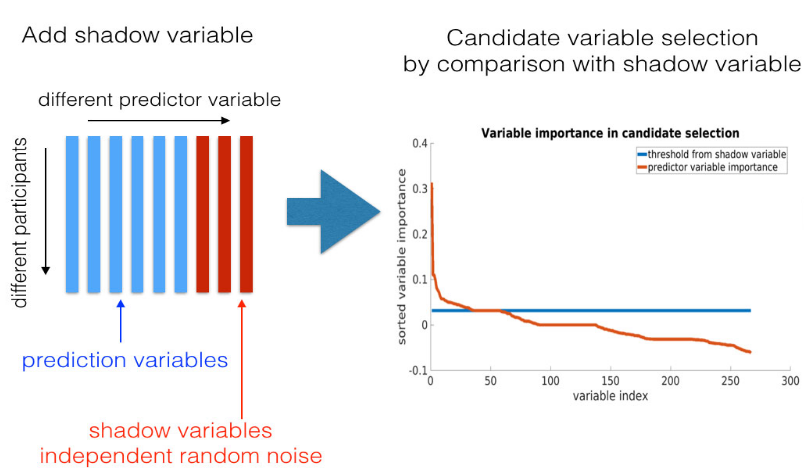 Add shadow variable
different predictor variable
different participants
prediction variables
shadow variables
independent random noise
Candidate variable selection
by comparison with shadow variable
Variable importance in candidate selection
threshold from shadow variable
predictor variable importance
sorted variable importance
0.4
0.3
0.2
0.1
0
-0.1
0 50 100 150 200 250 300
variable index